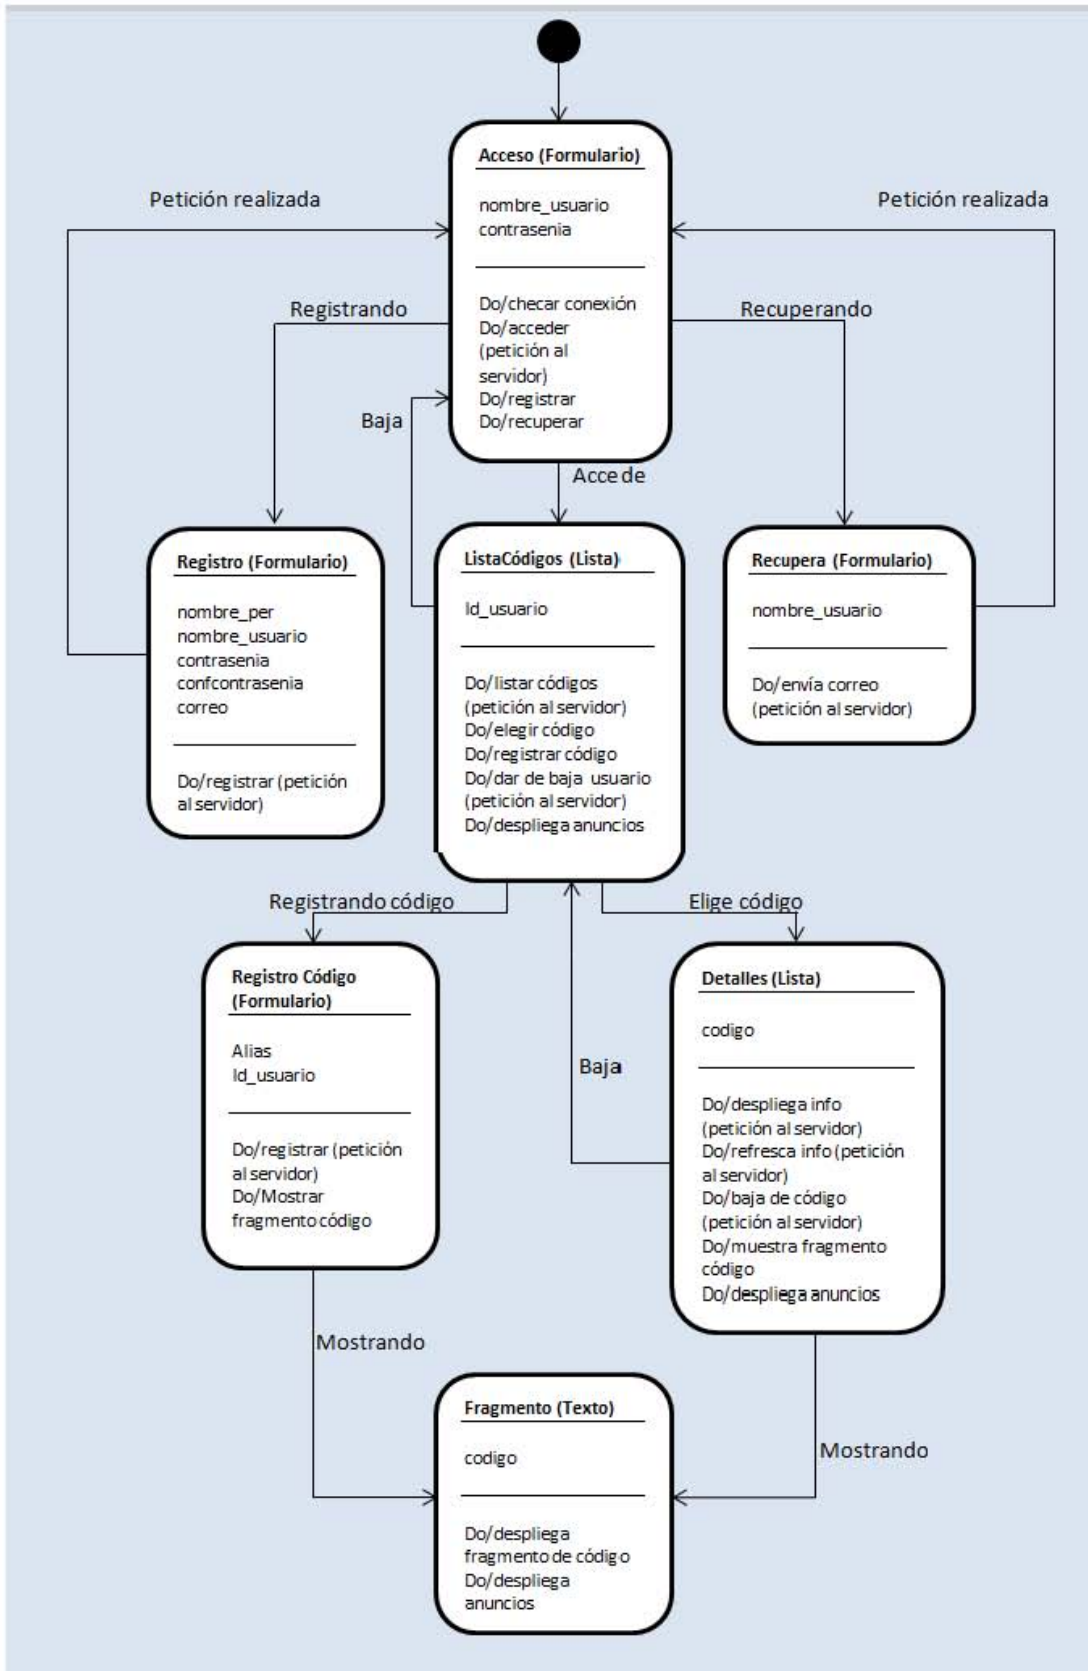 Acceso (Formulario)
nombre_usuario
contrasenia
Do/checar conexión
Do/acceder
(petición al
servidor)
Do/registrar
Do/recuperar
Petición realizada
Petición realizada
Registrando
Recuperando
Baja
Accede
Registro (Formulario)
nombre_per
nombre_usuario
contrasenia
confcontrasenia
correo
Do/registrar (petición
al servidor)
ListaCódigos (Lista)
Id_usuario
Do/listar códigos
(petición al servidor)
Do/elegir código
Do/registrar código
Do/dar de baja usuario
(petición al servidor)
Do/despliega anuncios
Recupera (Formulario)
nombre_usuario
Do/envía correo
(petición al servidor)
Registrando código
Elige código
Registro Código
(Formulario)
Alias
Id_usuario
Do/registrar (petición
al servidor)
Do/Mostrar
fragmento código
Baja
Detalles (Lista)
codigo
Do/despliega info
(petición al servidor)
Do/refresca info (petición
al servidor)
Do/baja de código
(petición al servidor)
Do/muestra fragmento
código
Do/despliega anuncios
Mostrando
Mostrando
Fragmento (Texto)
codigo
Do/despliega
fragmento de código
Do/despliega
anuncios